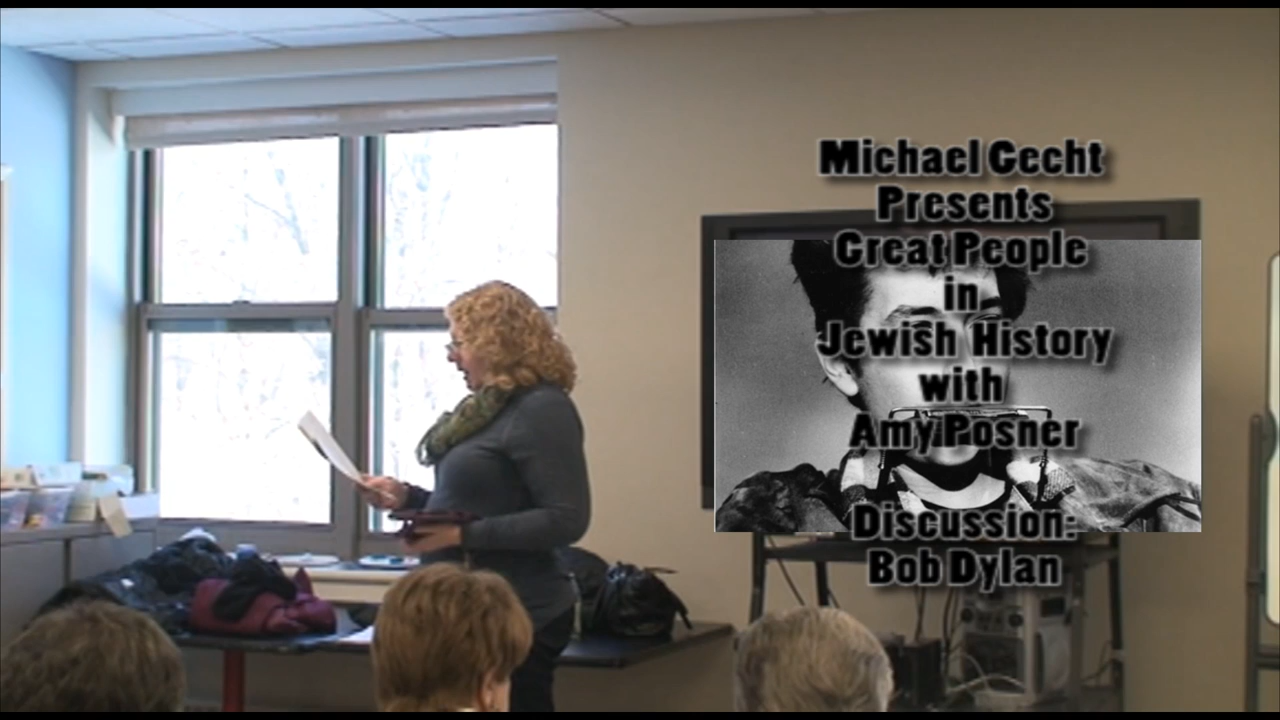 Michael Gecht
Presents
Great People
in
Jewish History
with
Amy Posner
Discussion:
Bob Dylan